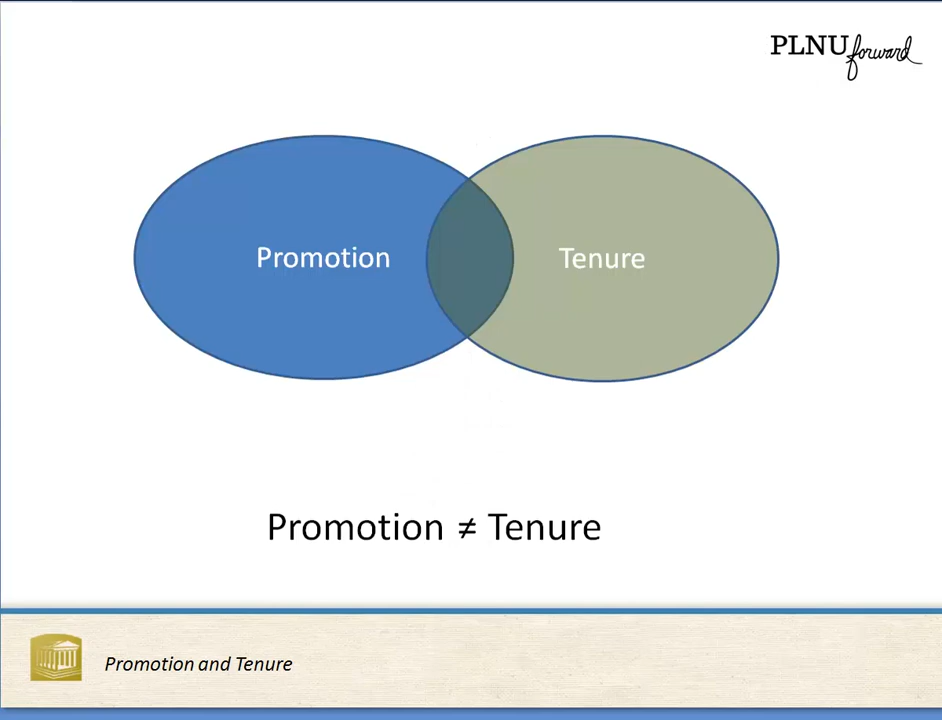 PLNU forward
Promotion
Tenure
Promotion ≠ Tenure
Promotion and Tenure